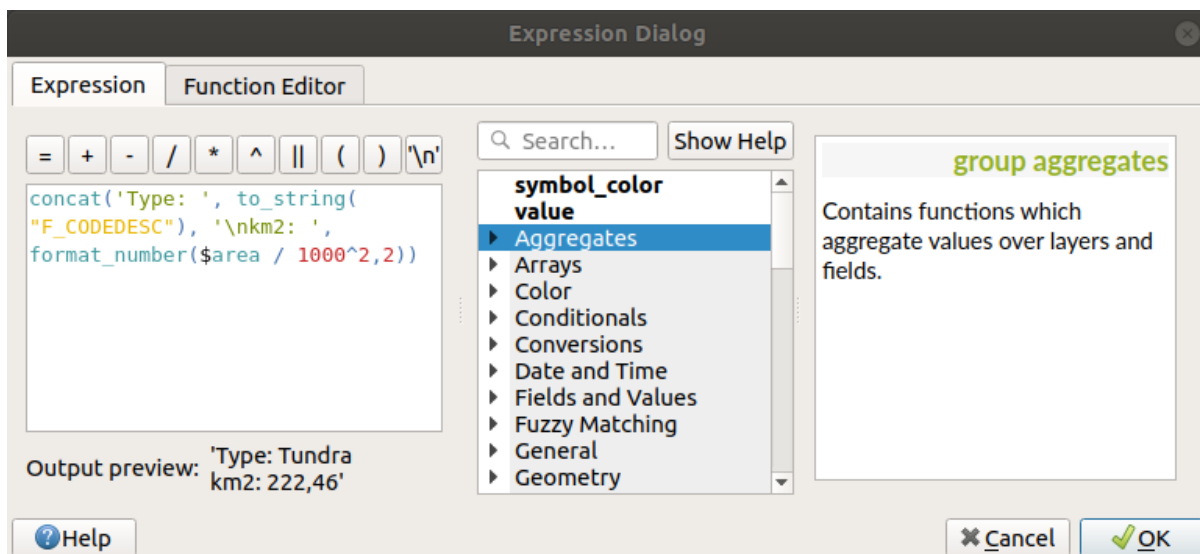 Expression Dialog
Expression
Function Editor
= + - / * ^ || ( ) '\n'
concat('Type: ', to_string(
"F_CODEDESC"), '\nkm2: ',
format_number($area / 1000^2,2))
Output preview:
'Type: Tundra
km2: 222,46'
Search...
Show Help
symbol_color
value
Aggregates
Arrays
Color
Conditionals
Conversions
Date and Time
Fields and Values
Fuzzy Matching
General
Geometry
group aggregates
Contains functions which
aggregate values over layers and
fields.
Help
Cancel
OK